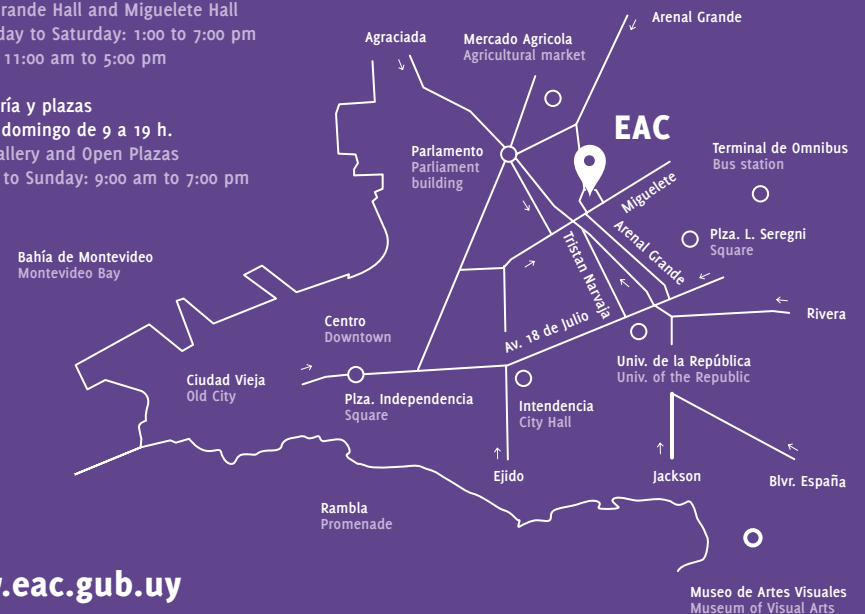 rande Hall and Miguelete Hall
day to Saturday: 1:00 to 7:00 pm
11:00 am to 5:00 pm
ría y plazas
domingo de 9 a 19 h.
allery and Open Plazas
to Sunday: 9:00 am to 7:00 pm
Arenal Grande
Agraciada
Mercado Agricola
Agricultural market
EAC
Parlamento
Parliament
building
Terminal de Omnibus
Bus station
Miguelete
Plza. L. Seregni
Square
Arenal Grande
Tristan Narvaja
Bahía de Montevideo
Montevideo Bay
Rivera
Centro
Downtown
Av. 18 de Julio
Univ. de la República
Univ. of the Republic
Ciudad Vieja
Old City
Plza. Independencia
Square
Intendencia
City Hall
Ejido
Jackson
Blvr. España
Rambla
Promenade
.eac.gub.uy
Museo de Artes Visuales
Museum of Visual Arts